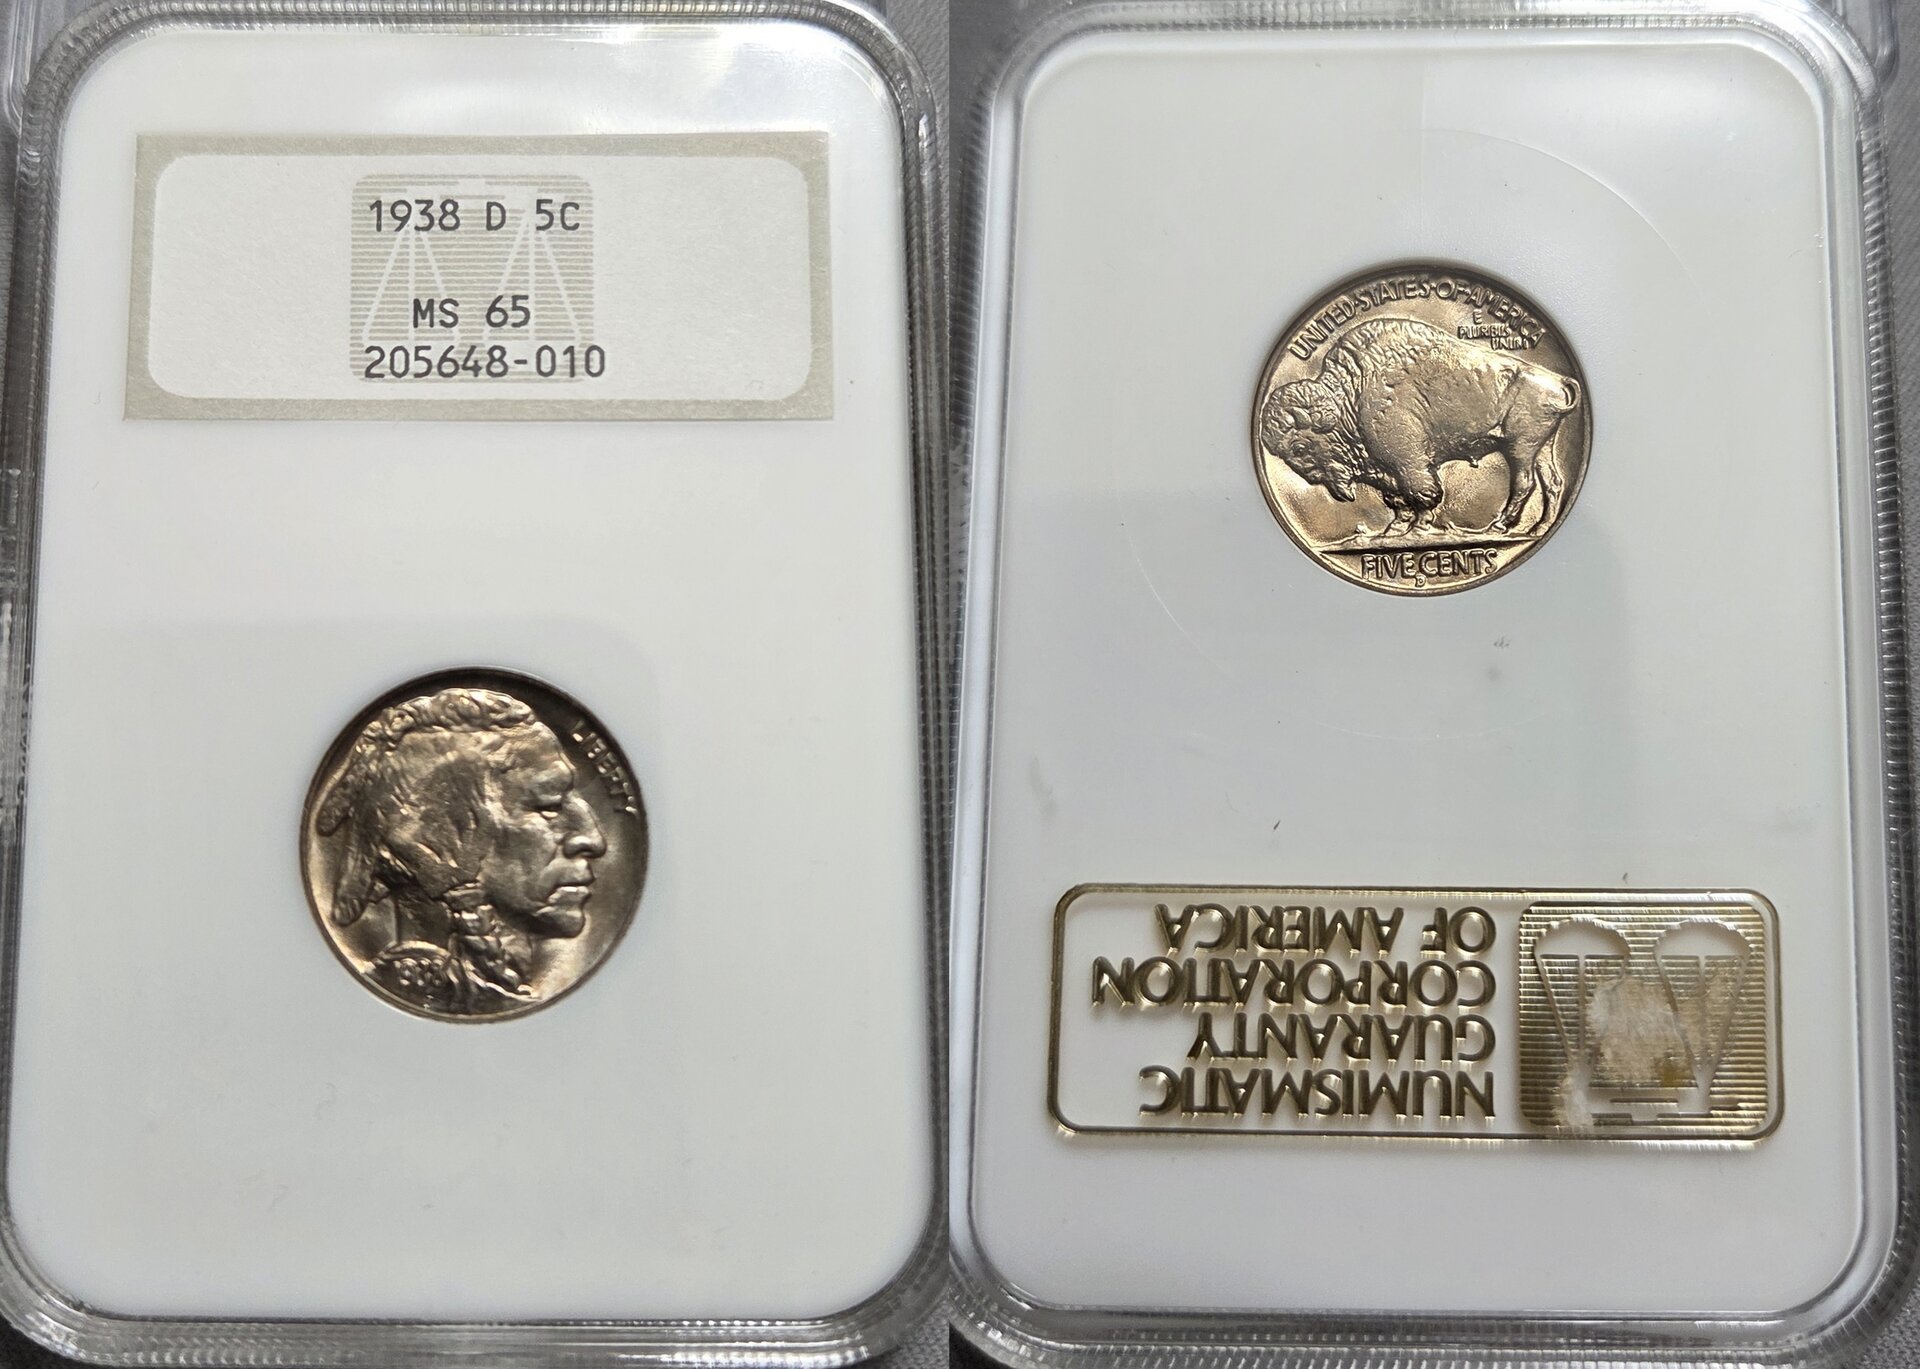 1938 D 5C
MS 65
205648-010
LIBERTY
1938
UNITED·STATES·OF·AMERICA
E
PLURIBUS
UNUM
FIVE CENTS
D
NUMISMATIC
GUARANTY
CORPORATION
OF AMERICA